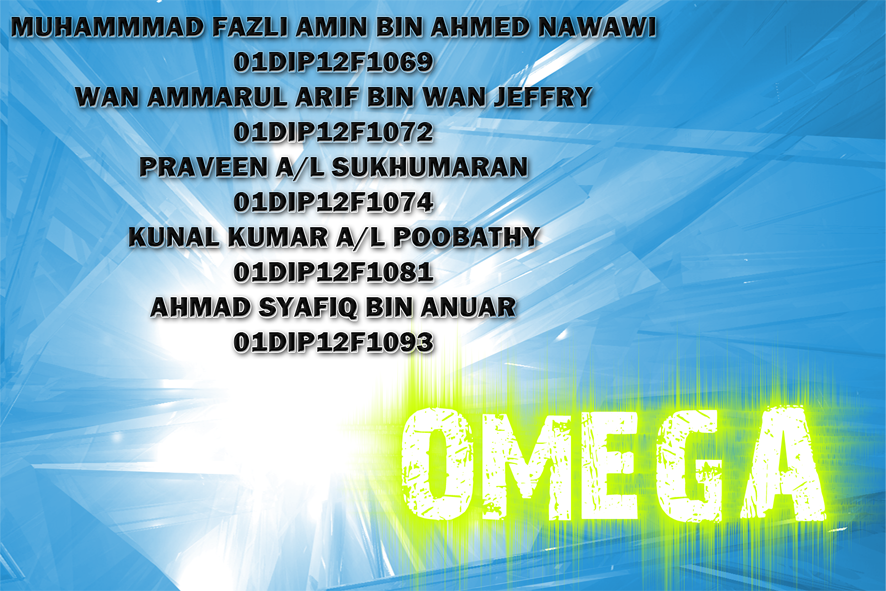 MUHAMMMAD FAZLI AMIN BIN AHMED NAWAWI
01DIP12F1069
WAN AMMARUL ARIF BIN WAN JEFFRY
01DIP12F1072
PRAVEEN A/L SUKHUMARAN
01DIP12F1074
KUNAL KUMAR A/L POOBATHY
01DIP12F1081
AHMAD SYAFIQ BIN ANUAR
01DIP12F1093
OMEGA